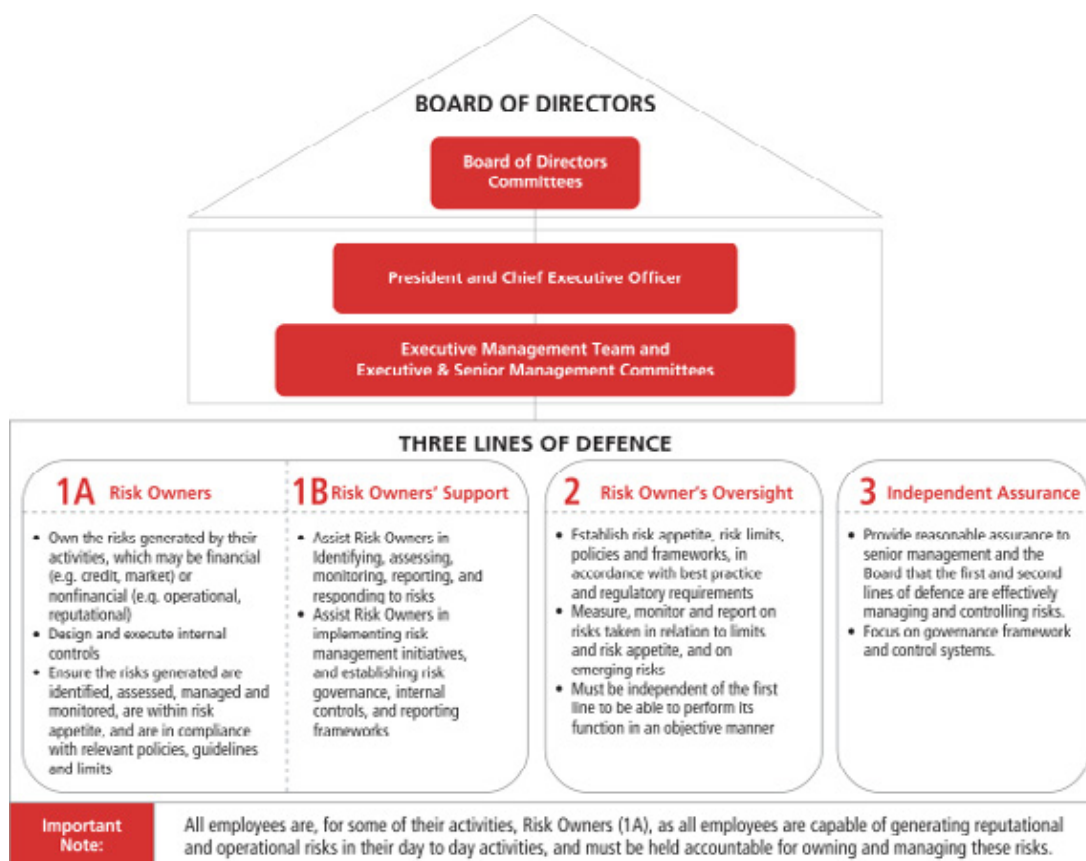 BOARD OF DIRECTORS
Board of Directors
Committees
President and Chief Executive Officer
Executive Management Team and
Executive & Senior Management Committees
THREE LINES OF DEFENCE
1A Risk Owners
• Own the risks generated by their
activities, which may be financial
(e.g. credit, market) or
nonfinancial (e.g. operational,
reputational)
• Design and execute internal
controls
• Ensure the risks generated are
identified, assessed, managed and
monitored, are within risk
appetite, and are in compliance
with relevant policies, guidelines
and limits
1B Risk Owners' Support
• Assist Risk Owners in
Identifying, assessing,
monitoring, reporting, and
responding to risks
• Assist Risk Owners in
implementing risk
management initiatives,
and establishing risk
governance, internal
controls, and reporting
frameworks
2 Risk Owner's Oversight
• Establish risk appetite, risk limits,
policies and frameworks, in
accordance with best practice
and regulatory requirements
• Measure, monitor and report on
risks taken in relation to limits
and risk appetite, and on
emerging risks
• Must be independent of the first
line to be able to perform its
function in an objective manner
3 Independent Assurance
• Provide reasonable assurance to
senior management and the
Board that the first and second
lines of defence are effectively
managing and controlling risks.
• Focus on governance framework
and control systems.
Important
Note:
All employees are, for some of their activities, Risk Owners (1A), as all employees are capable of generating reputational
and operational risks in their day to day activities, and must be held accountable for owning and managing these risks.